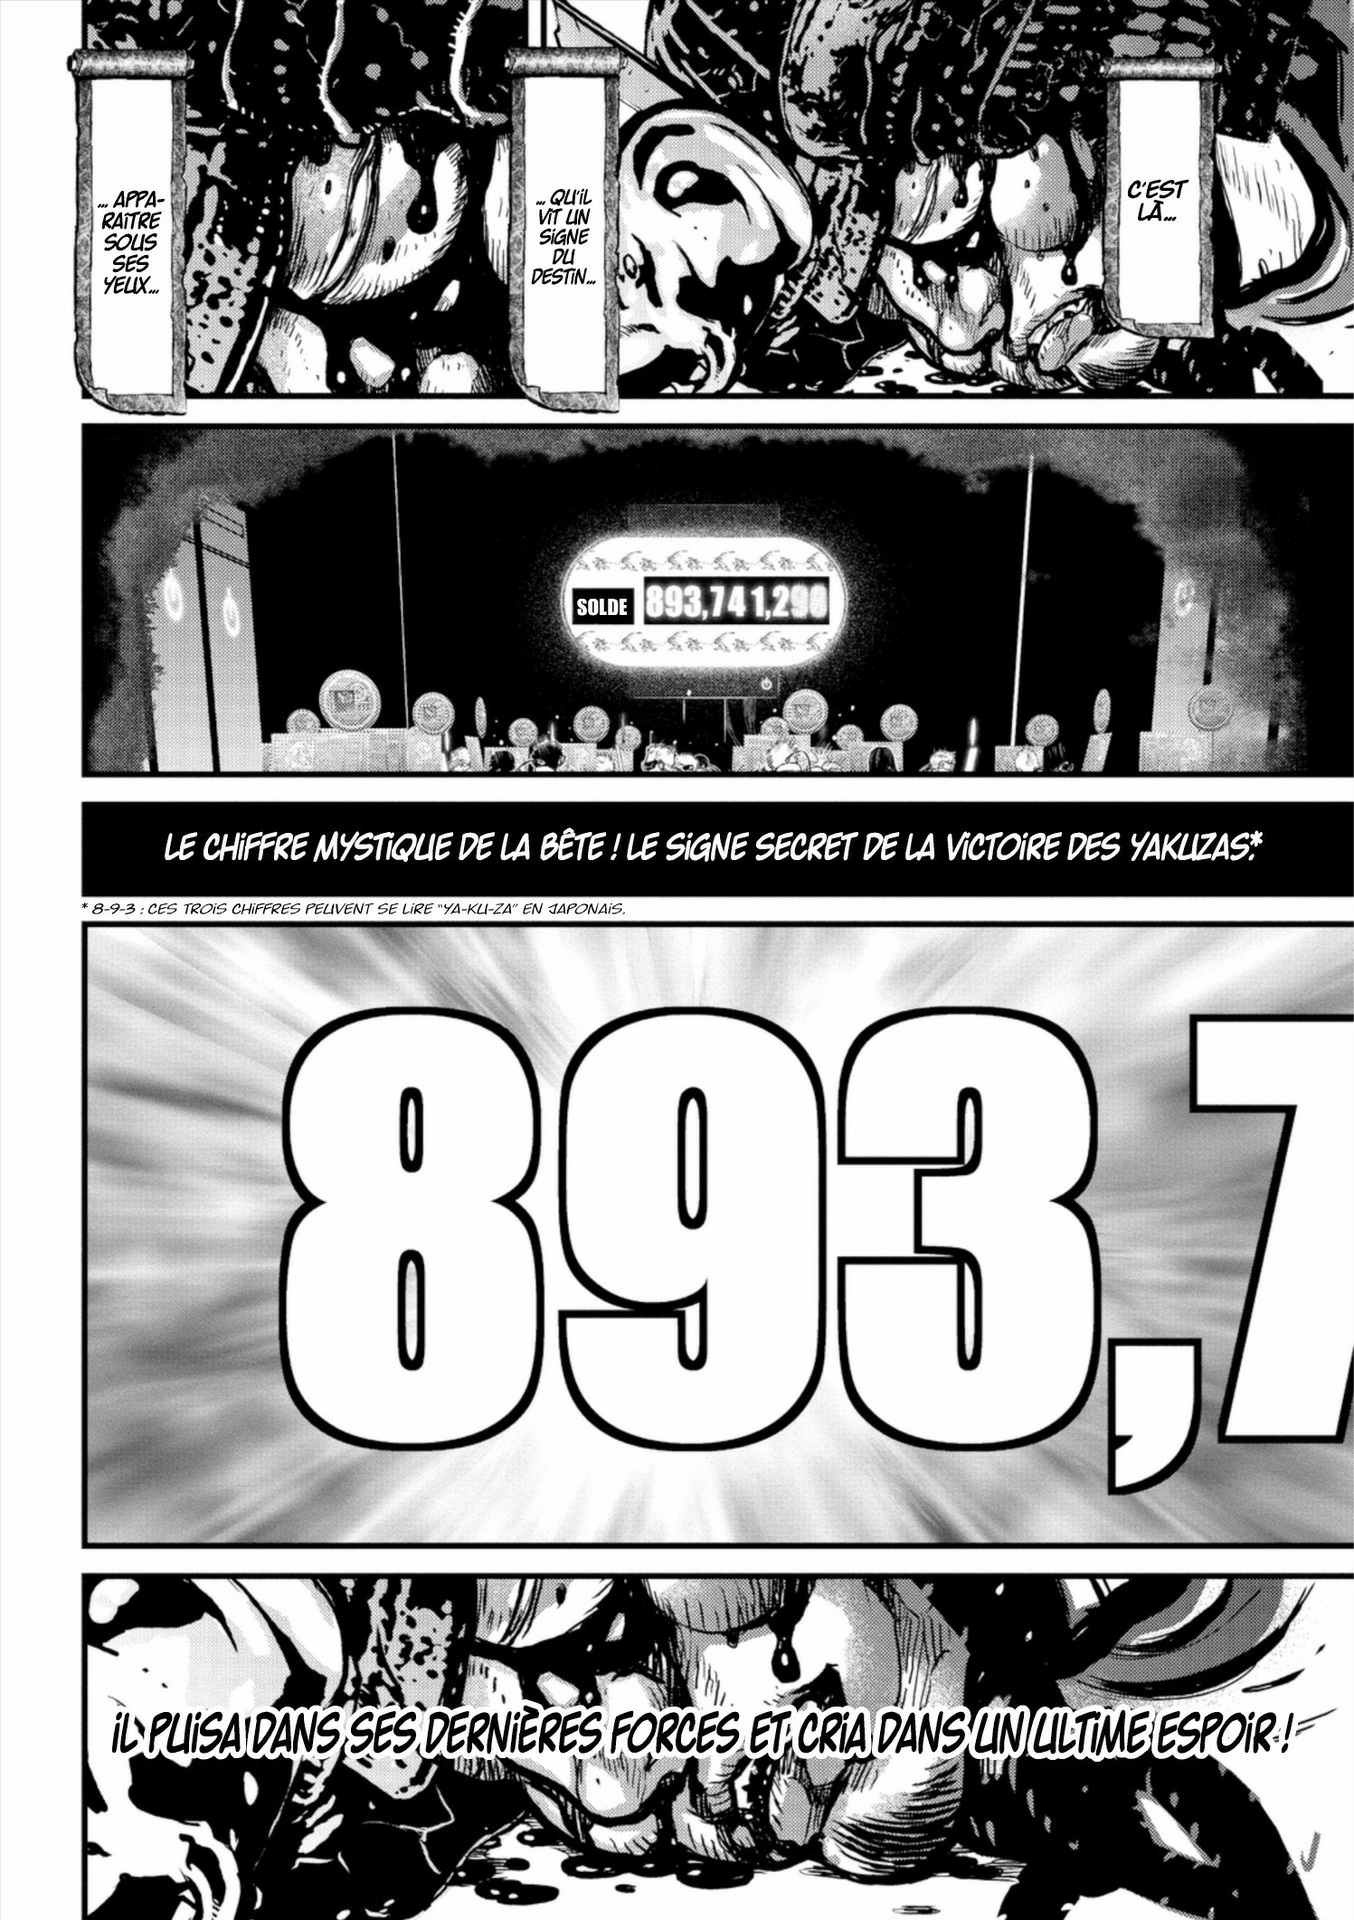 C'EST
LÀ...
... QU'IL
VIT UN
SIGNE
DU
DESTIN...
... APPA-
RAÎTRE
SOUS
SES
YEUX...
SOLDE 893,741,290
LE CHIFFRE MYSTIQUE DE LA BÊTE ! LE SIGNE SECRET DE LA VICTOIRE DES YAKUZAS.*
* 8-9-3 : CES TROIS CHIFFRES PEUVENT SE LIRE "YA-KU-ZA" EN JAPONAIS.
893,7
IL PUISA DANS SES DERNIÈRES FORCES ET CRIA DANS UN ULTIME ESPOIR !